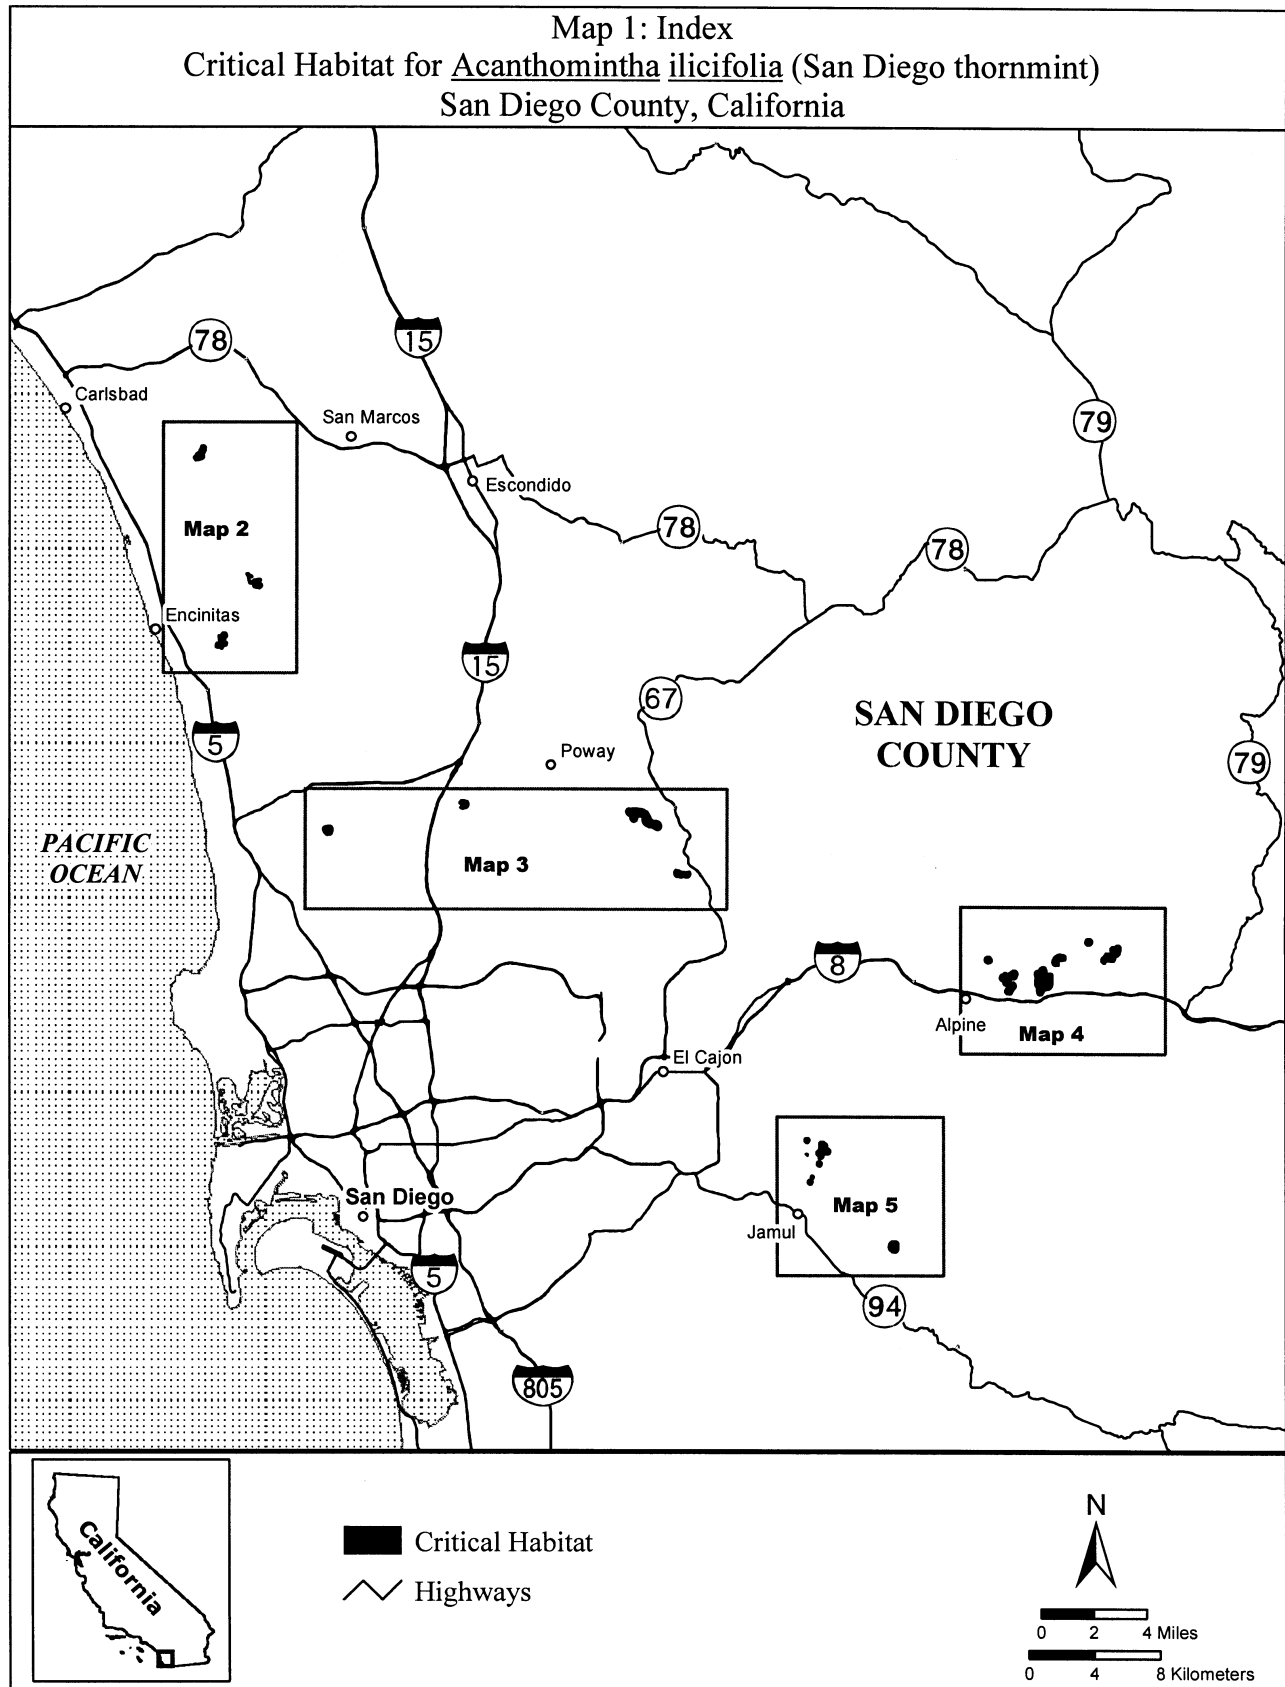 Map 1: Index
Critical Habitat for Acanthomintha ilicifolia (San Diego thornmint)
San Diego County, California
78
15
Carlsbad
San Marcos
79
Escondido
Map 2
78
78
Encinitas
15
67
SAN DIEGO
COUNTY
5
Poway
79
PACIFIC
OCEAN
Map 3
8
Alpine
Map 4
El Cajon
San Diego
Map 5
Jamul
5
94
805
California
Critical Habitat
Highways
N
0 2 4 Miles
0 4 8 Kilometers